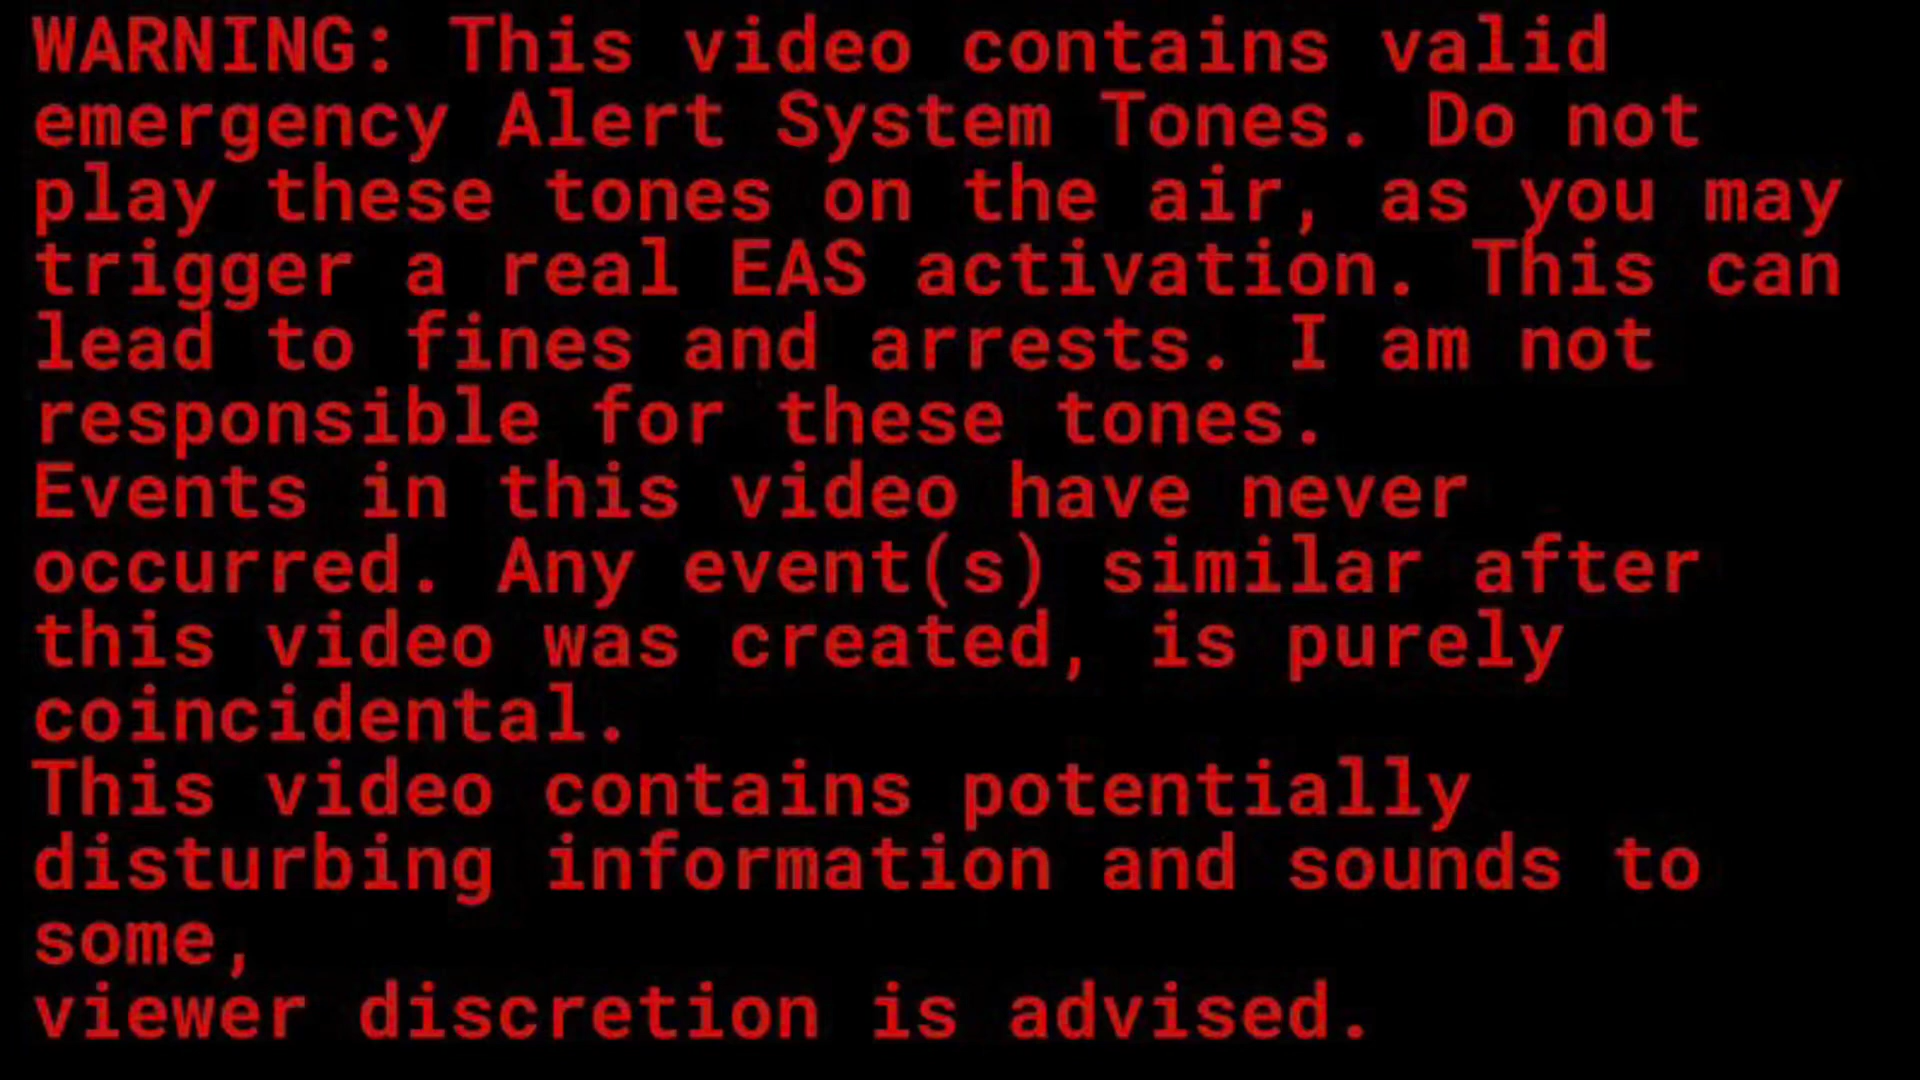 WARNING: This video contains valid
emergency Alert System Tones. Do not
play these tones on the air, as you may
trigger a real EAS activation. This can
lead to fines and arrests. I am not
responsible for these tones.
Events in this video have never
occurred. Any event(s) similar after
this video was created, is purely
coincidental.
This video contains potentially
disturbing information and sounds to
some,
viewer discretion is advised.